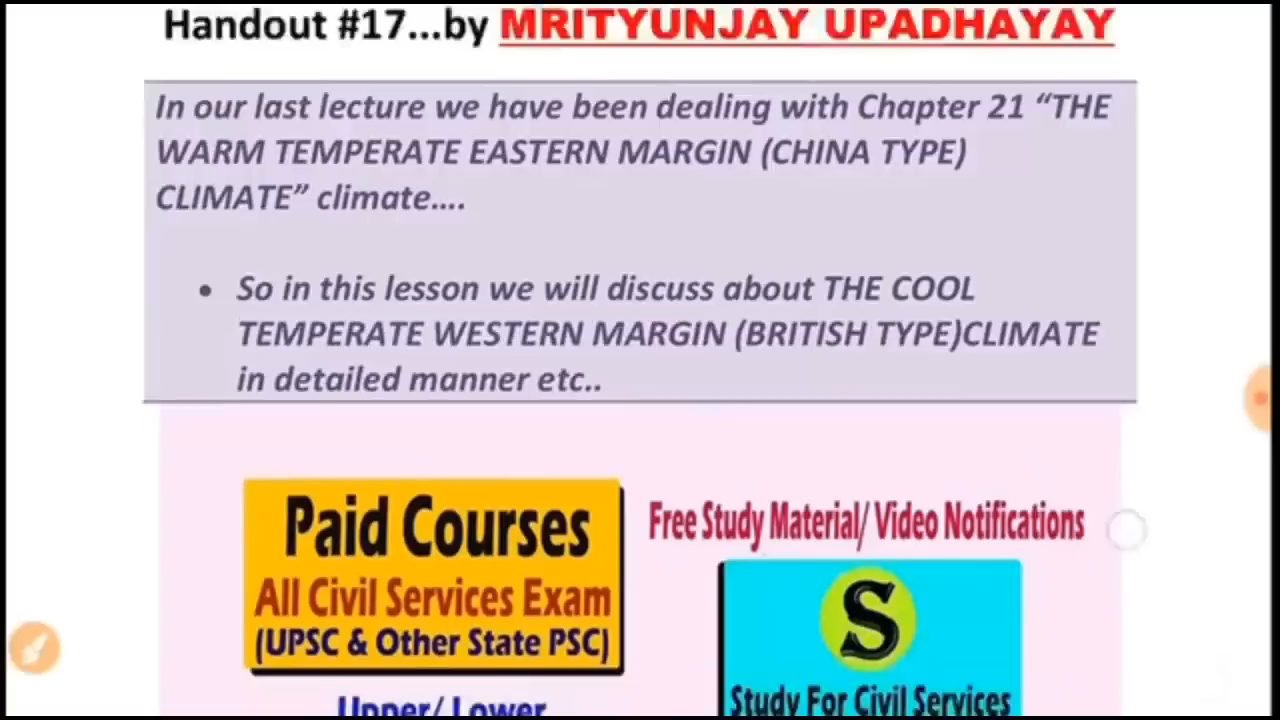 Handout #17...by MRITYUNJAY UPADHAYAY
In our last lecture we have been dealing with Chapter 21 “THE
WARM TEMPERATE EASTERN MARGIN (CHINA TYPE)
CLIMATE” climate....
• So in this lesson we will discuss about THE COOL
TEMPERATE WESTERN MARGIN (BRITISH TYPE)CLIMATE
in detailed manner etc..
Paid Courses
All Civil Services Exam
(UPSC & Other State PSC)
Upper/ Lower
Free Study Material/ Video Notifications
S
Study For Civil Services